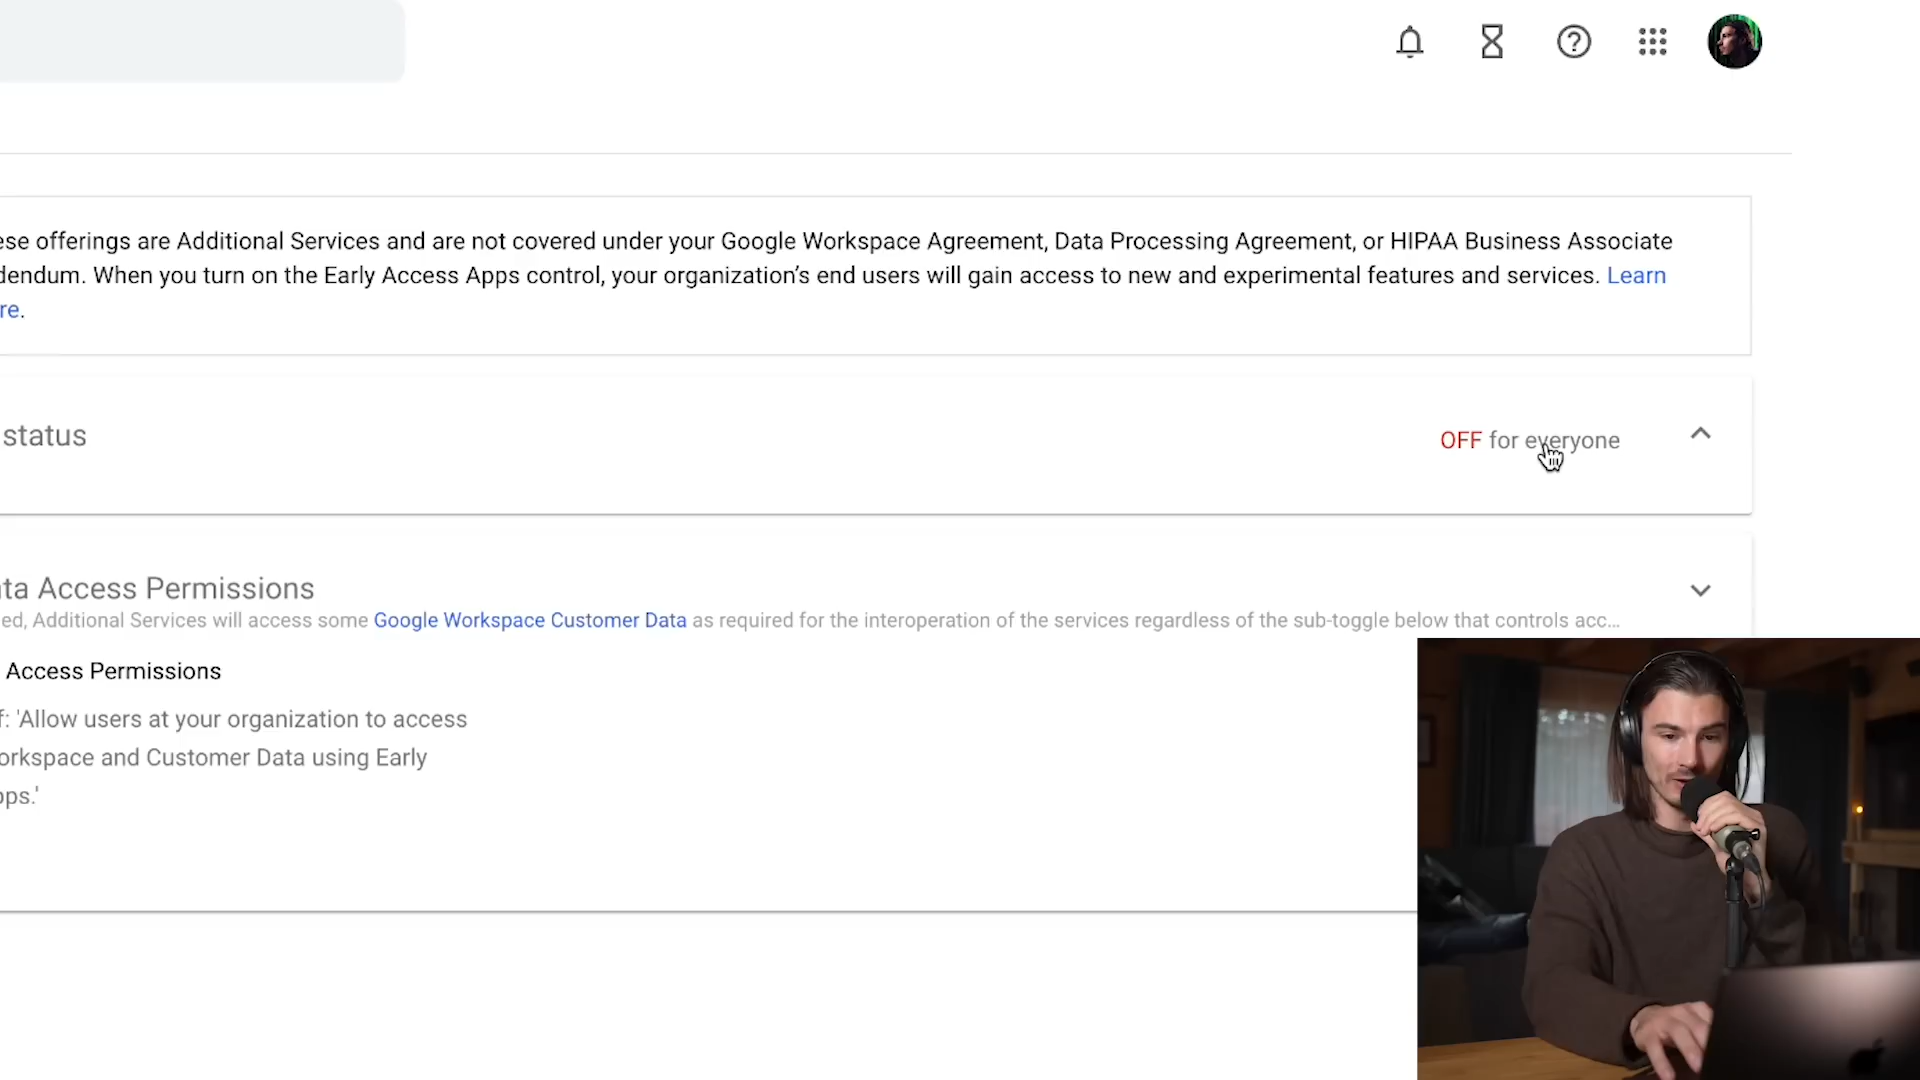 ese offerings are Additional Services and are not covered under your Google Workspace Agreement, Data Processing Agreement, or HIPAA Business Associate
dendum. When you turn on the Early Access Apps control, your organization's end users will gain access to new and experimental features and services. Learn
re.
status
OFF for everyone
ta Access Permissions
ed, Additional Services will access some Google Workspace Customer Data as required for the interoperation of the services regardless of the sub-toggle below that controls acc...
Access Permissions
f: 'Allow users at your organization to access
orkspace and Customer Data using Early
pps.'